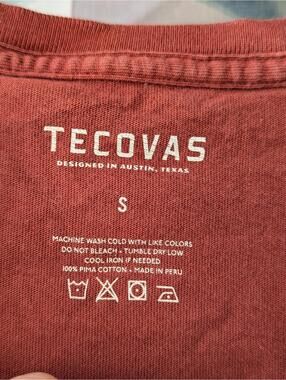 TECOVAS
DESIGNED IN AUSTIN, TEXAS
S
MACHINE WASH COLD WITH LIKE COLORS
DO NOT BLEACH • TUMBLE DRY LOW
COOL IRON IF NEEDED
100% PIMA COTTON • MADE IN PERU